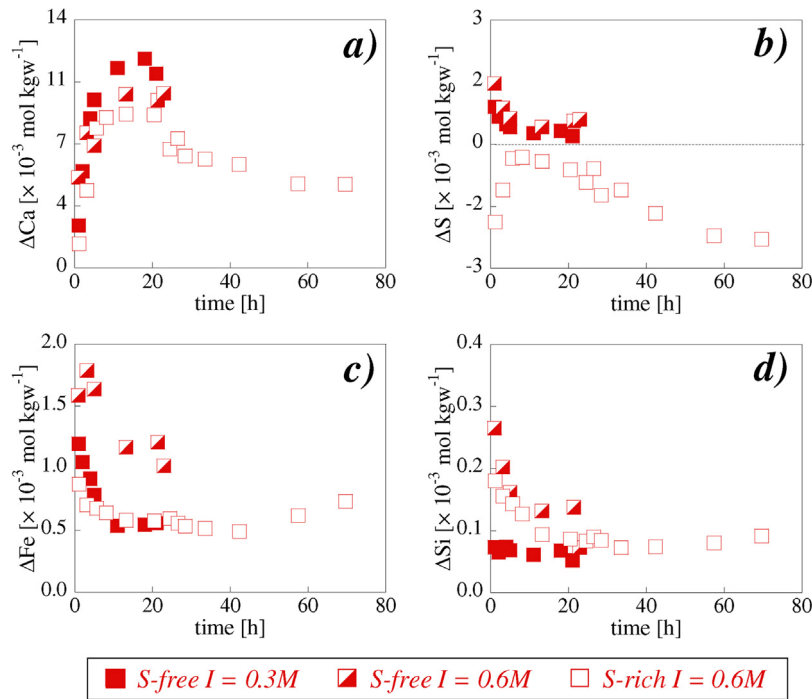 a)
14
11
7
4
0
ΔCa [× 10⁻³ mol kgw⁻¹]
0 20 40 60 80
time [h]
b)
3
2
0
-2
-3
ΔS [× 10⁻³ mol kgw⁻¹]
0 20 40 60 80
time [h]
c)
2.0
1.5
1.0
0.5
0.0
ΔFe [× 10⁻³ mol kgw⁻¹]
0 20 40 60 80
time [h]
d)
0.4
0.3
0.2
0.1
0.0
ΔSi [× 10⁻³ mol kgw⁻¹]
0 20 40 60 80
time [h]
S-free I = 0.3M S-free I = 0.6M S-rich I = 0.6M